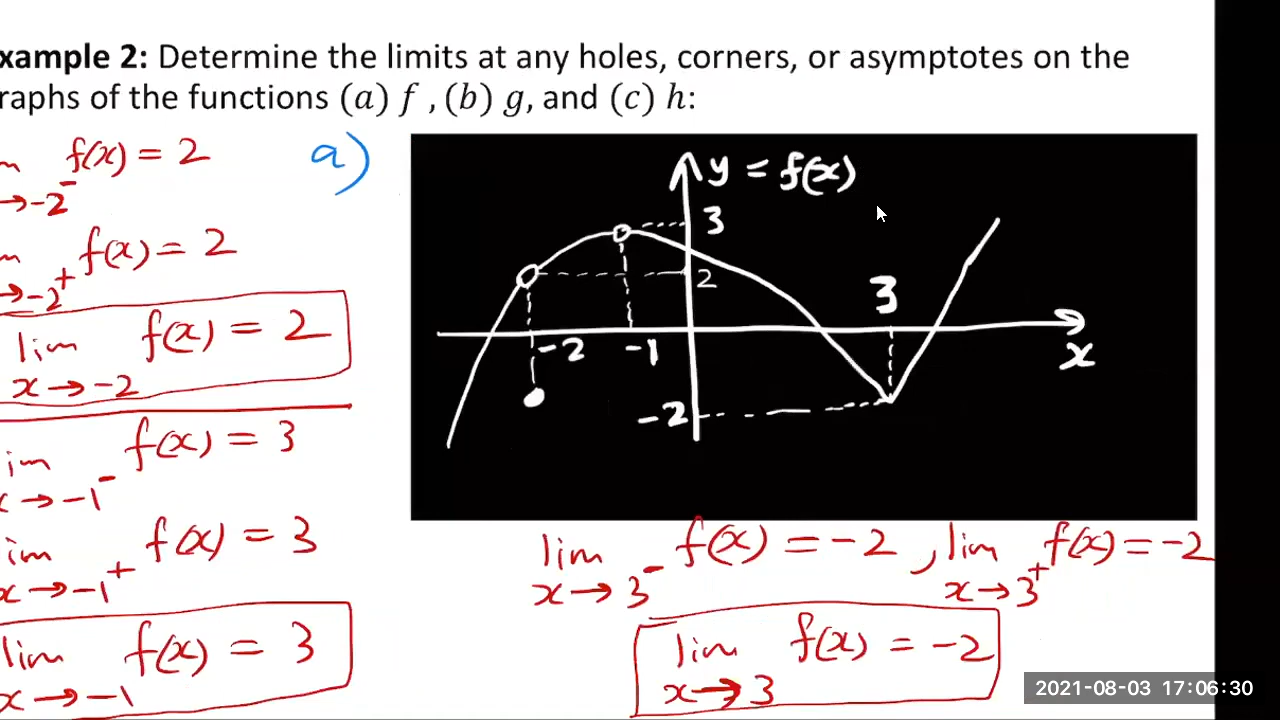 xample 2: Determine the limits at any holes, corners, or asymptotes on the
raphs of the functions (a) f , (b) g, and (c) h:
a)
f(x) = 2
→ -2⁻
f(x) = 2
→ -2⁺
lim f(x) = 2
x → -2
im f(x) = 3
x → -1⁻
im f(x) = 3
x → -1⁺
lim f(x) = 3
x → -1
y = f(x)
3
2
3
-2 -1
x
-2
lim f(x) = -2 , lim f(x) = -2
x → 3⁻ x → 3⁺
lim f(x) = -2
x → 3
2021-08-03 17:06:30